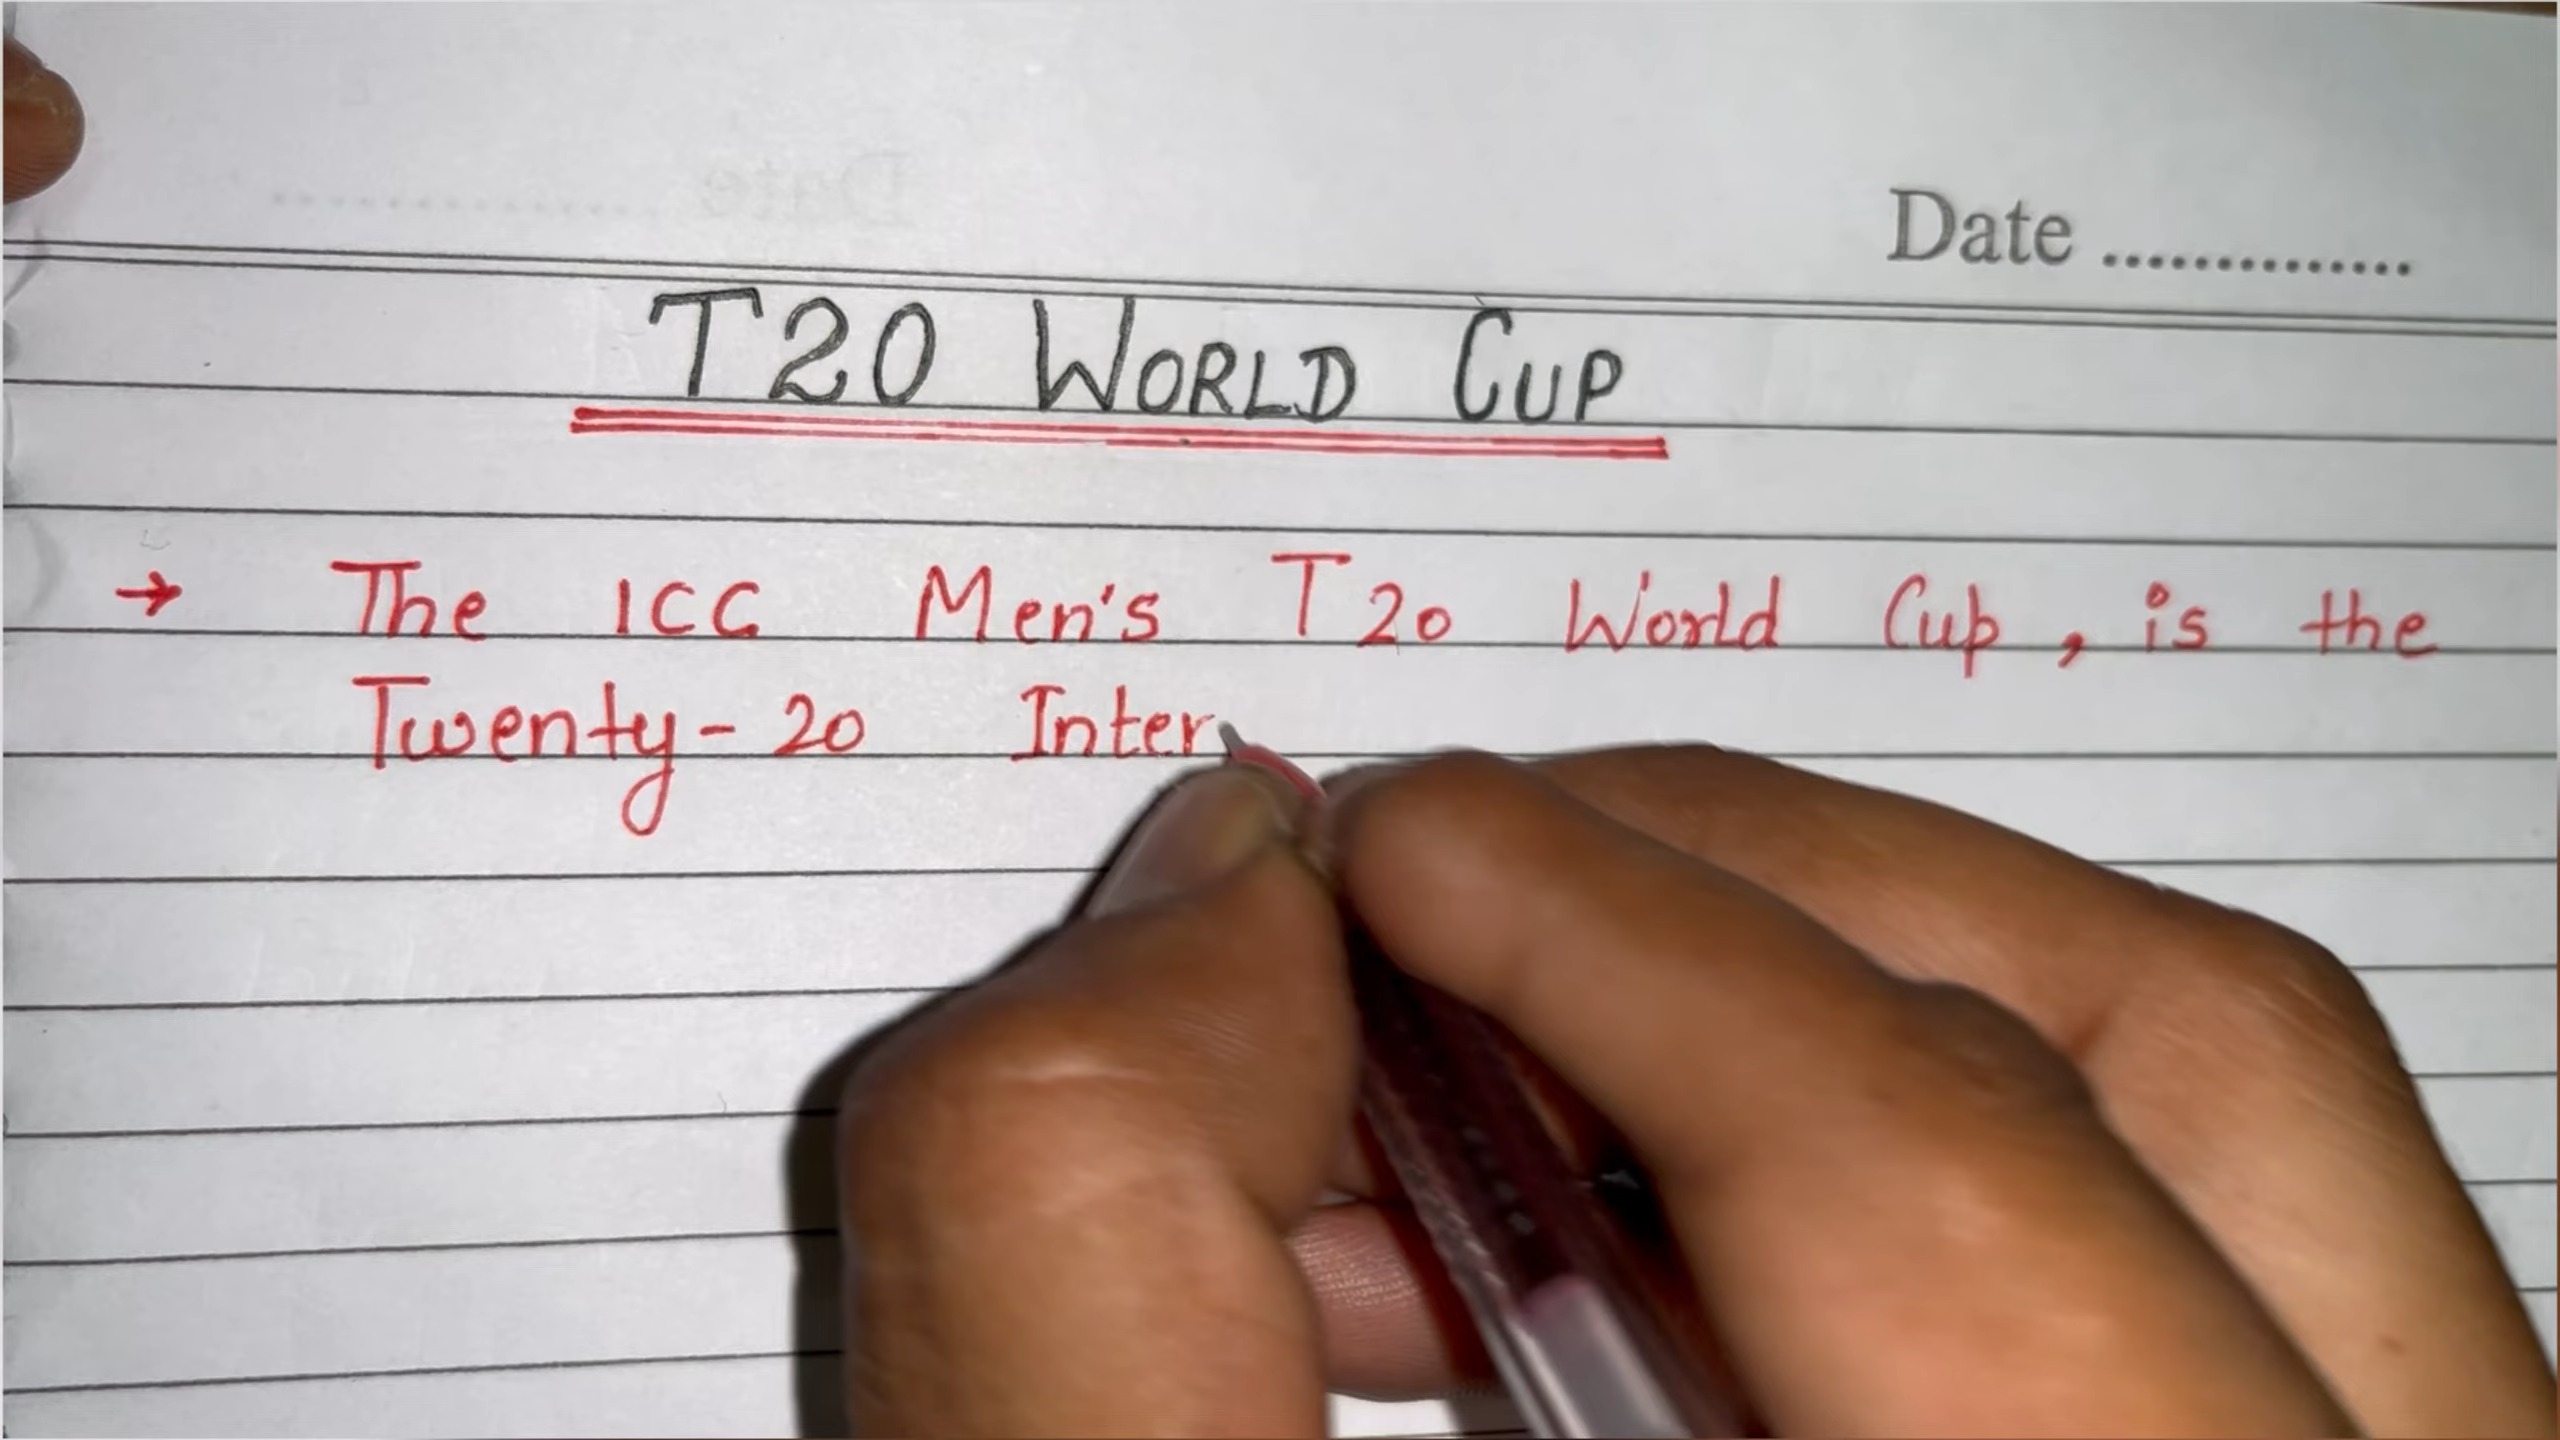 Date ..............
T20 WORLD CUP
→ The ICC Men's T20 World Cup, is the
Twenty-20 Inter